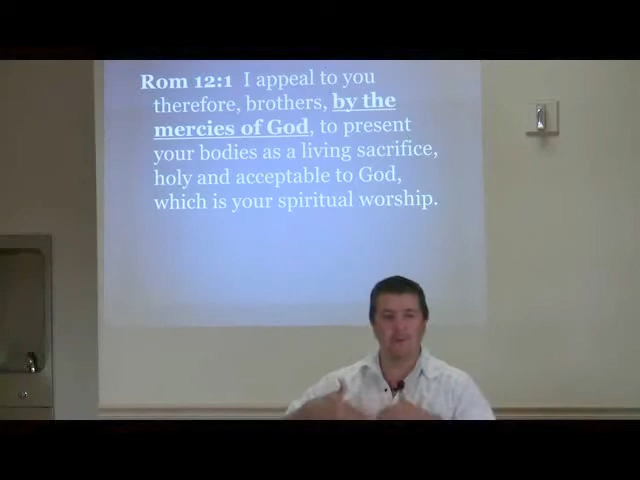 Rom 12:1 I appeal to you
therefore, brothers, by the
mercies of God, to present
your bodies as a living sacrifice,
holy and acceptable to God,
which is your spiritual worship.